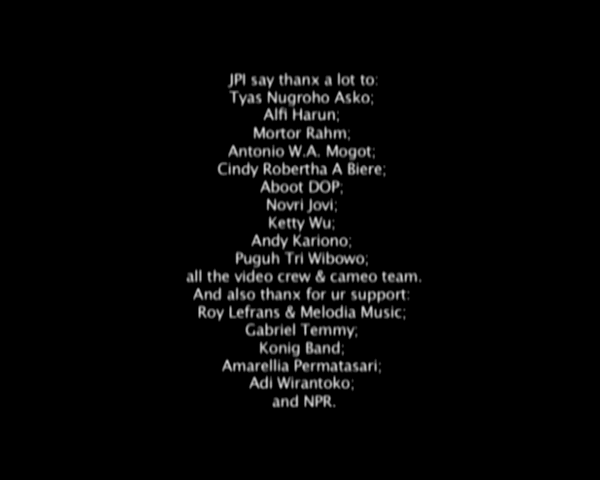 JPI say thanx a lot to:
Tyas Nugroho Asko;
Alfi Harun;
Mortor Rahm;
Antonio W.A. Mogot;
Cindy Robertha A Biere;
Aboot DOP;
Novri Jovi;
Ketty Wu;
Andy Kariono;
Puguh Tri Wibowo;
all the video crew & cameo team.
And also thanx for ur support:
Roy Lefrans & Melodia Music;
Gabriel Temmy;
Konig Band;
Amarellia Permatasari;
Adi Wirantoko;
and NPR.